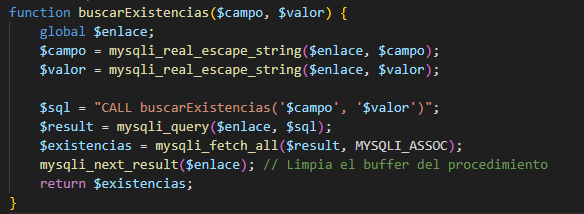 function buscarExistencias($campo, $valor) {
    global $enlace;
    $campo = mysqli_real_escape_string($enlace, $campo);
    $valor = mysqli_real_escape_string($enlace, $valor);

    $sql = "CALL buscarExistencias('$campo', '$valor')";
    $result = mysqli_query($enlace, $sql);
    $existencias = mysqli_fetch_all($result, MYSQLI_ASSOC);
    mysqli_next_result($enlace); // Limpia el buffer del procedimiento
    return $existencias;
}